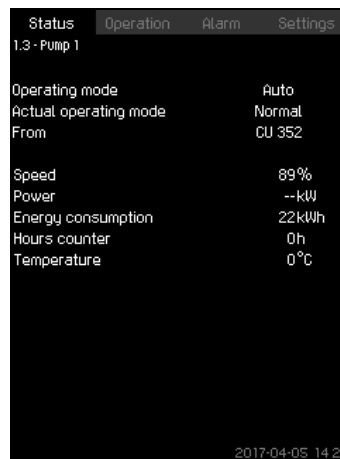 Status Operation Alarm Settings
1.3 - Pump 1
Operating mode Auto
Actual operating mode Normal
From CU 352
Speed 89%
Power --kW
Energy consumption 22kWh
Hours counter 0h
Temperature 0°C
2017-04-05 14 2